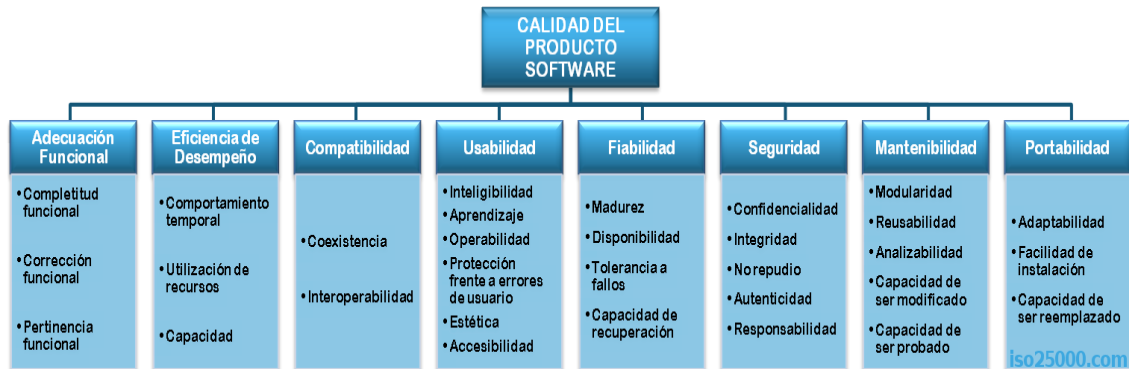 CALIDAD DEL
PRODUCTO
SOFTWARE
Adecuación
Funcional
• Completitud
funcional
• Corrección
funcional
• Pertinencia
funcional
Eficiencia de
Desempeño
• Comportamiento
temporal
• Utilización de
recursos
• Capacidad
Compatibilidad
• Coexistencia
• Interoperabilidad
Usabilidad
• Inteligibilidad
• Aprendizaje
• Operabilidad
• Protección
frente a errores
de usuario
• Estética
• Accesibilidad
Fiabilidad
• Madurez
• Disponibilidad
• Tolerancia a
fallos
• Capacidad de
recuperación
Seguridad
• Confidencialidad
• Integridad
• No repudio
• Autenticidad
• Responsabilidad
Mantenibilidad
• Modularidad
• Reusabilidad
• Analizabilidad
• Capacidad de
ser modificado
• Capacidad de
ser probado
Portabilidad
• Adaptabilidad
• Facilidad de
instalación
• Capacidad de
ser reemplazado
iso25000.com